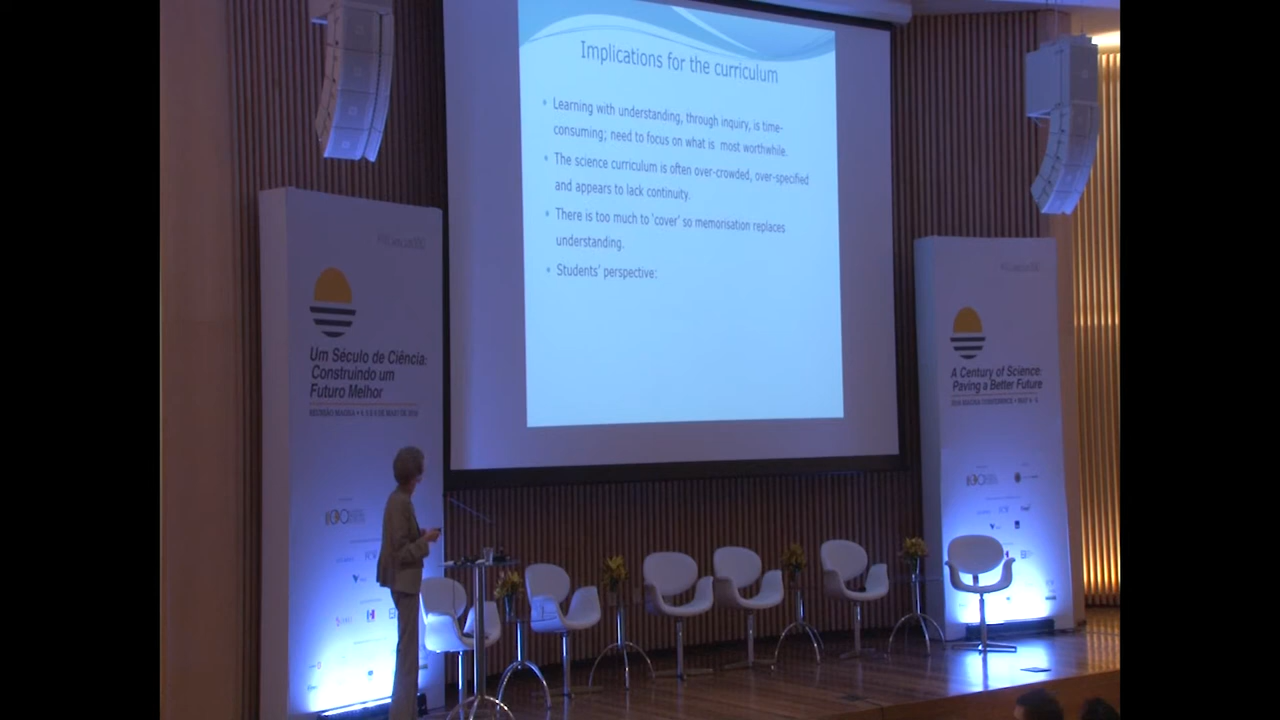 Implications for the curriculum
• Learning with understanding, through inquiry, is time-
consuming; need to focus on what is most worthwhile.
• The science curriculum is often over-crowded, over-specified
and appears to lack continuity.
• There is too much to 'cover' so memorisation replaces
understanding.
• Students' perspective:
Um Século de Ciência:
Construindo um
Futuro Melhor
A Century of Science:
Paving a Better Future